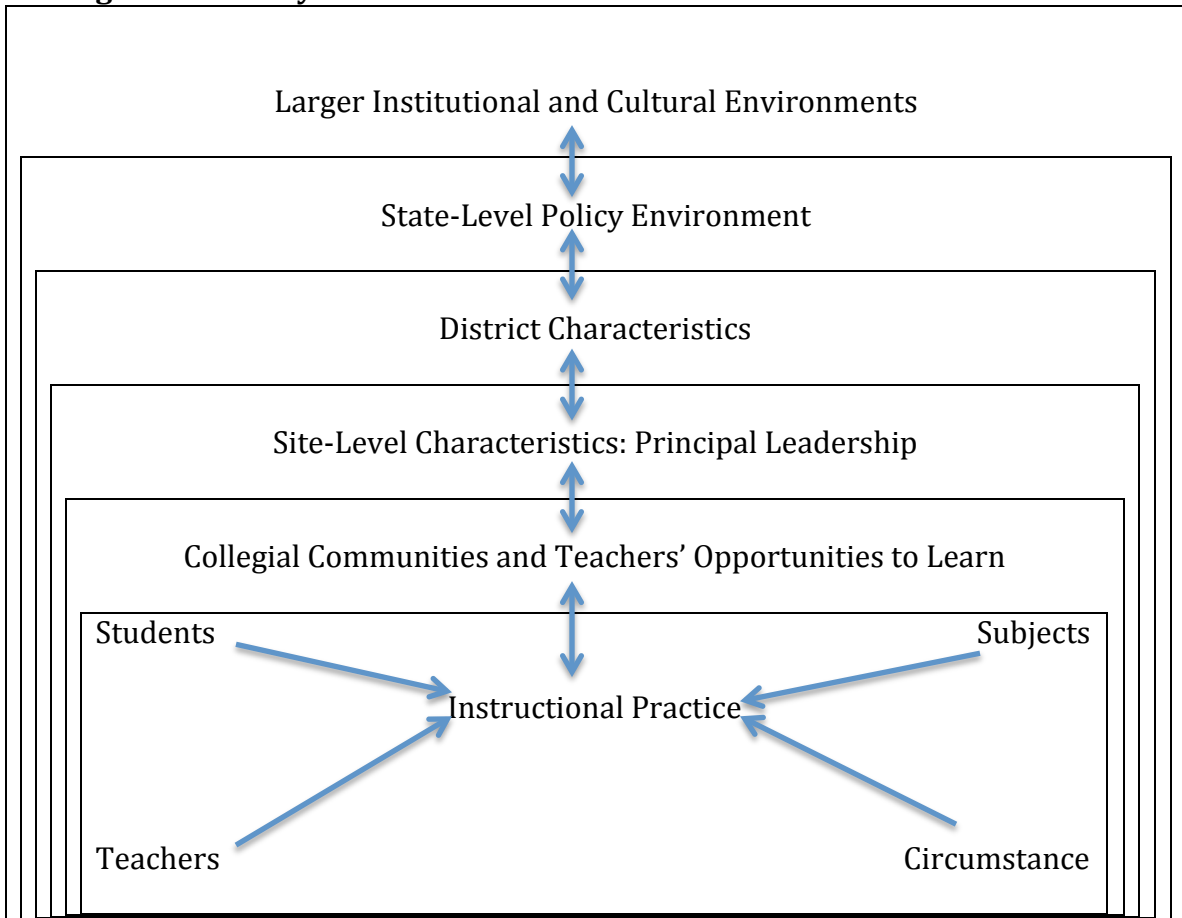 Larger Institutional and Cultural Environments
State-Level Policy Environment
District Characteristics
Site-Level Characteristics: Principal Leadership
Collegial Communities and Teachers’ Opportunities to Learn
Students
Subjects
Instructional Practice
Teachers
Circumstance